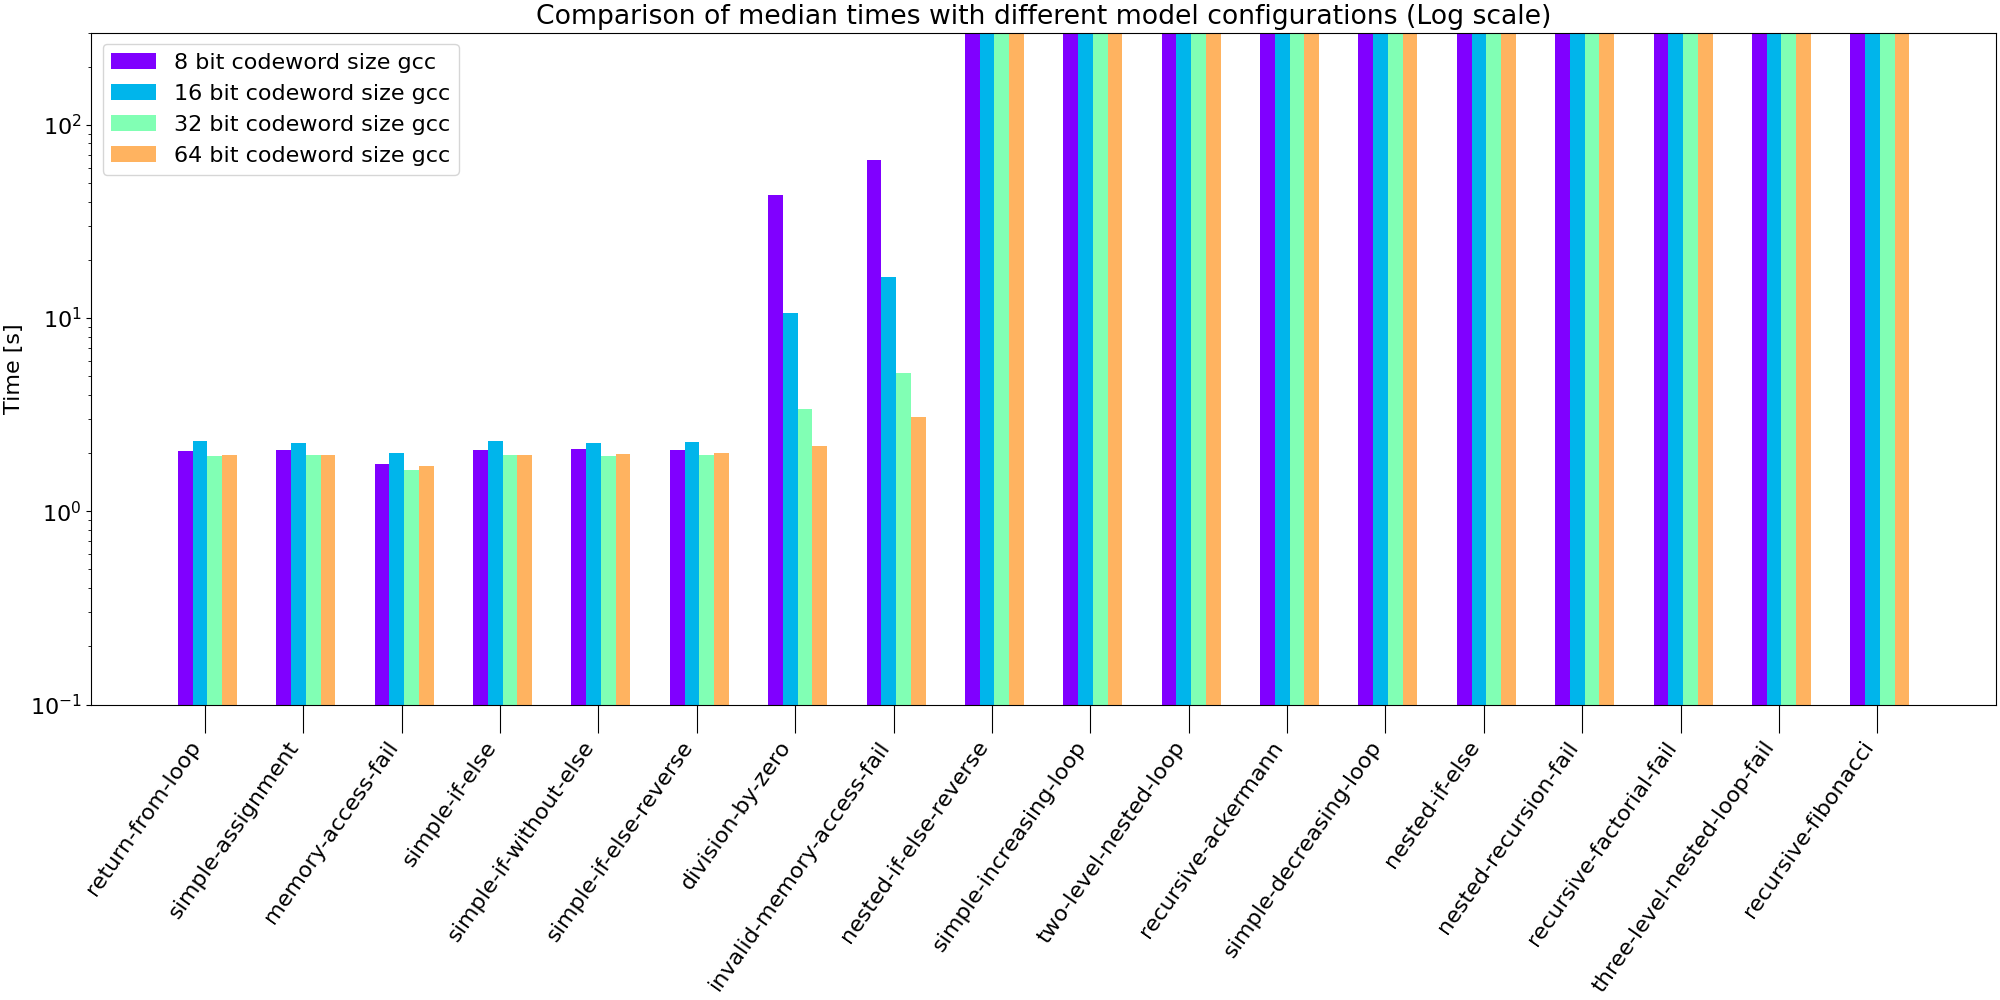 Comparison of median times with different model configurations (Log scale)
8 bit codeword size gcc
16 bit codeword size gcc
32 bit codeword size gcc
64 bit codeword size gcc
Time [s]
10²
10¹
10⁰
10⁻¹
return-from-loop
simple-assignment
memory-access-fail
simple-if-else
simple-if-without-else
simple-if-else-reverse
division-by-zero
invalid-memory-access-fail
nested-if-else-reverse
simple-increasing-loop
two-level-nested-loop
recursive-ackermann
simple-decreasing-loop
nested-if-else
nested-recursion-fail
recursive-factorial-fail
three-level-nested-loop-fail
recursive-fibonacci